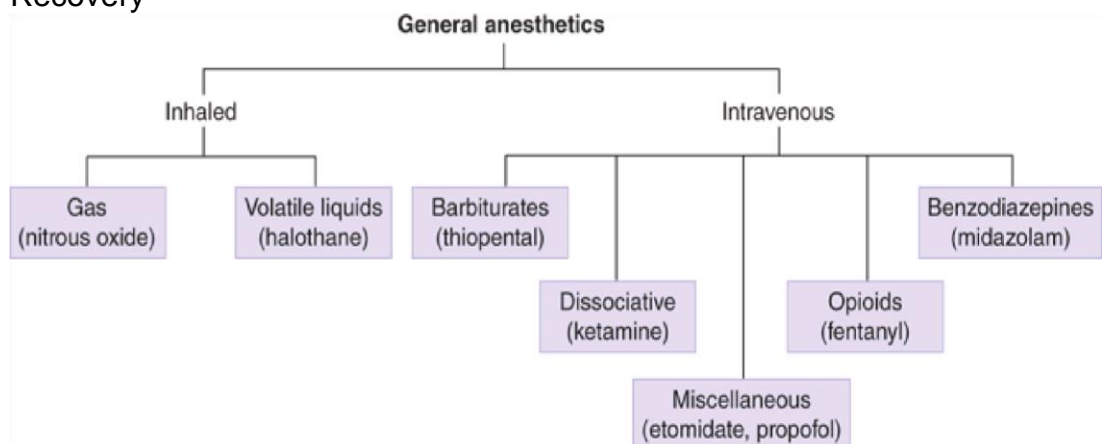 Recovery
General anesthetics
Inhaled
Intravenous
Gas
(nitrous oxide)
Volatile liquids
(halothane)
Barbiturates
(thiopental)
Benzodiazepines
(midazolam)
Dissociative
(ketamine)
Opioids
(fentanyl)
Miscellaneous
(etomidate, propofol)